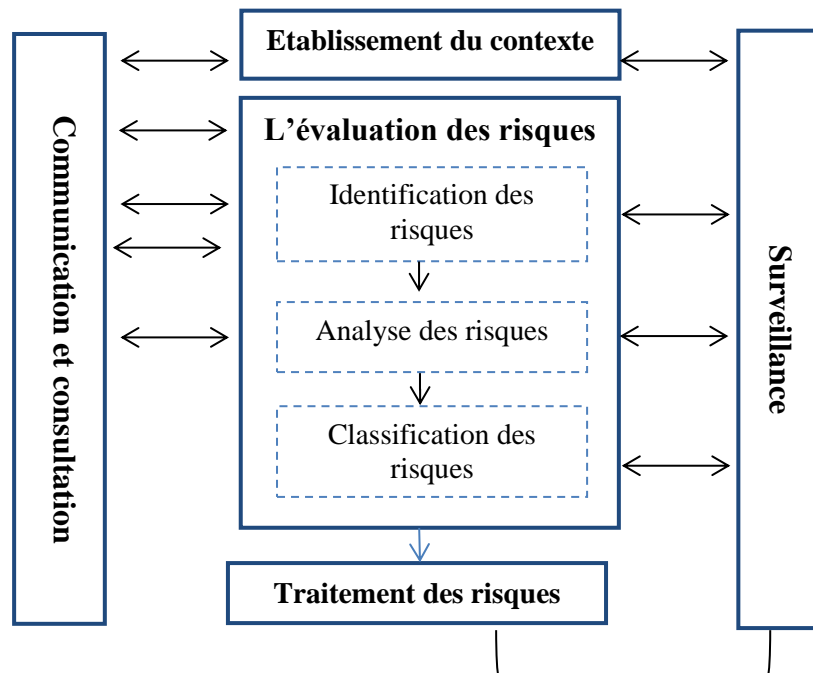 Etablissement du contexte
Communication et consultation
L’évaluation des risques
Identification des
risques
Analyse des risques
Classification des
risques
Surveillance
Traitement des risques